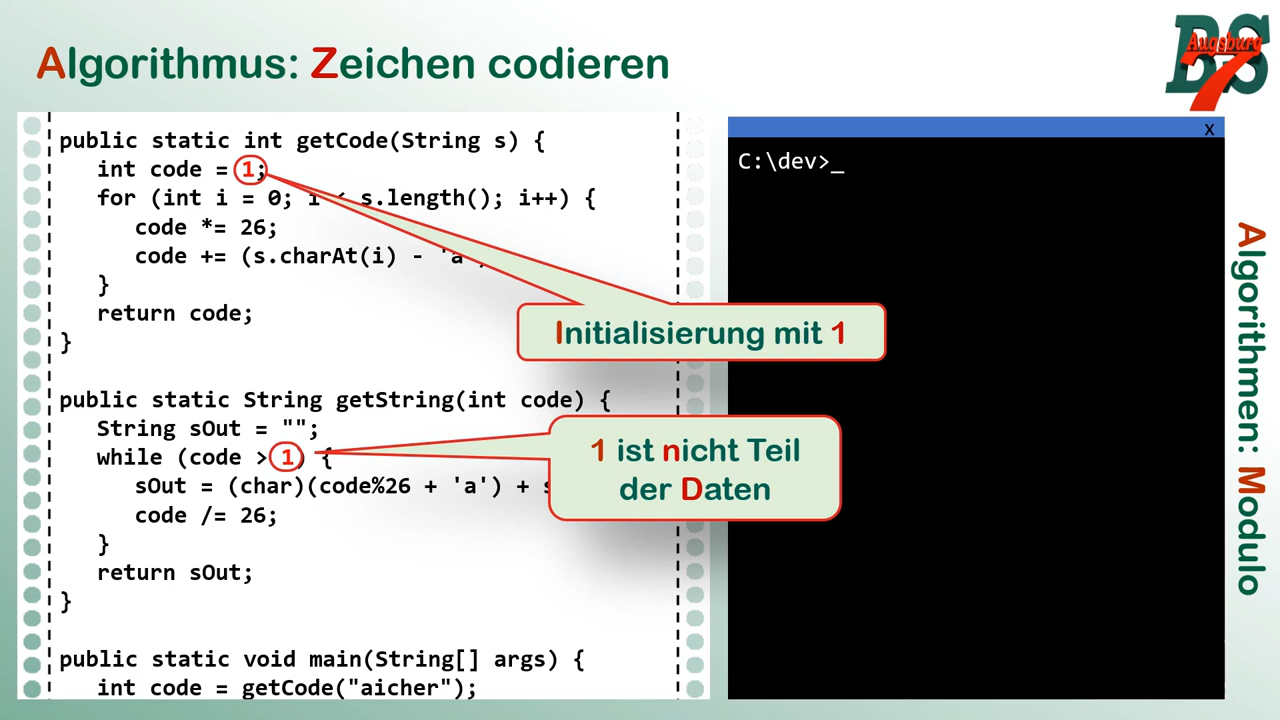 Algorithmus: Zeichen codieren
Augsburg
BS
7
public static int getCode(String s) {
int code = 1;
for (int i = 0; i < s.length(); i++) {
code *= 26;
code += (s.charAt(i) - 'a')
}
return code;
}
Initialisierung mit 1
public static String getString(int code) {
String sOut = "";
while (code > 1) {
sOut = (char)(code%26 + 'a') + s
code /= 26;
}
return sOut;
}
1 ist nicht Teil
der Daten
public static void main(String[] args) {
int code = getCode("aicher");
x
C:\dev>_
Algorithmen: Modulo